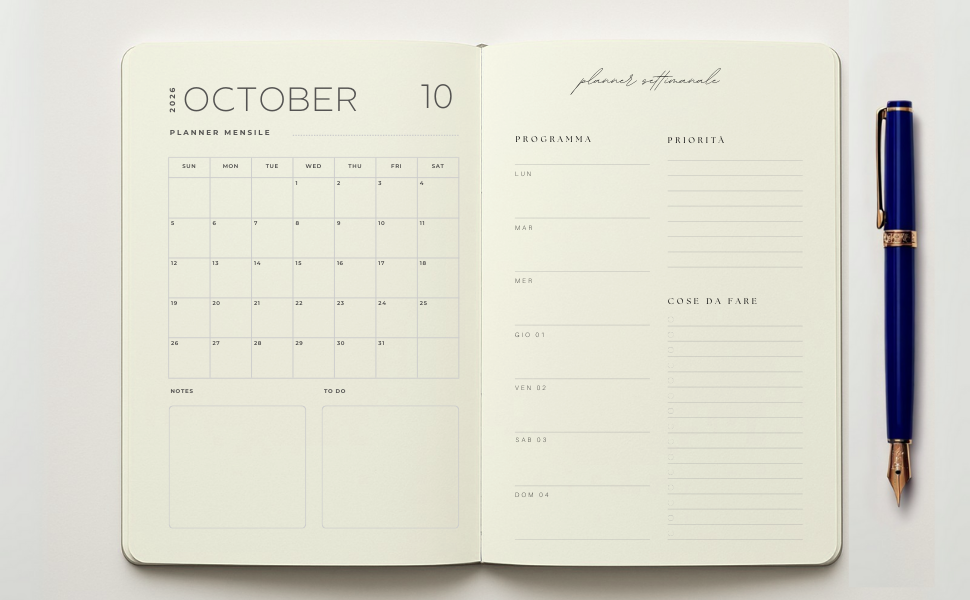 2026
OCTOBER 10
PLANNER MENSILE
SUN MON TUE WED THU FRI SAT
1 2 3 4
5 6 7 8 9 10 11
12 13 14 15 16 17 18
19 20 21 22 23 24 25
26 27 28 29 30 31
NOTES TO DO
planner settimanale
PROGRAMMA
LUN
MAR
MER
GIO 01
VEN 02
SAB 03
DOM 04
PRIORITÀ
COSE DA FARE